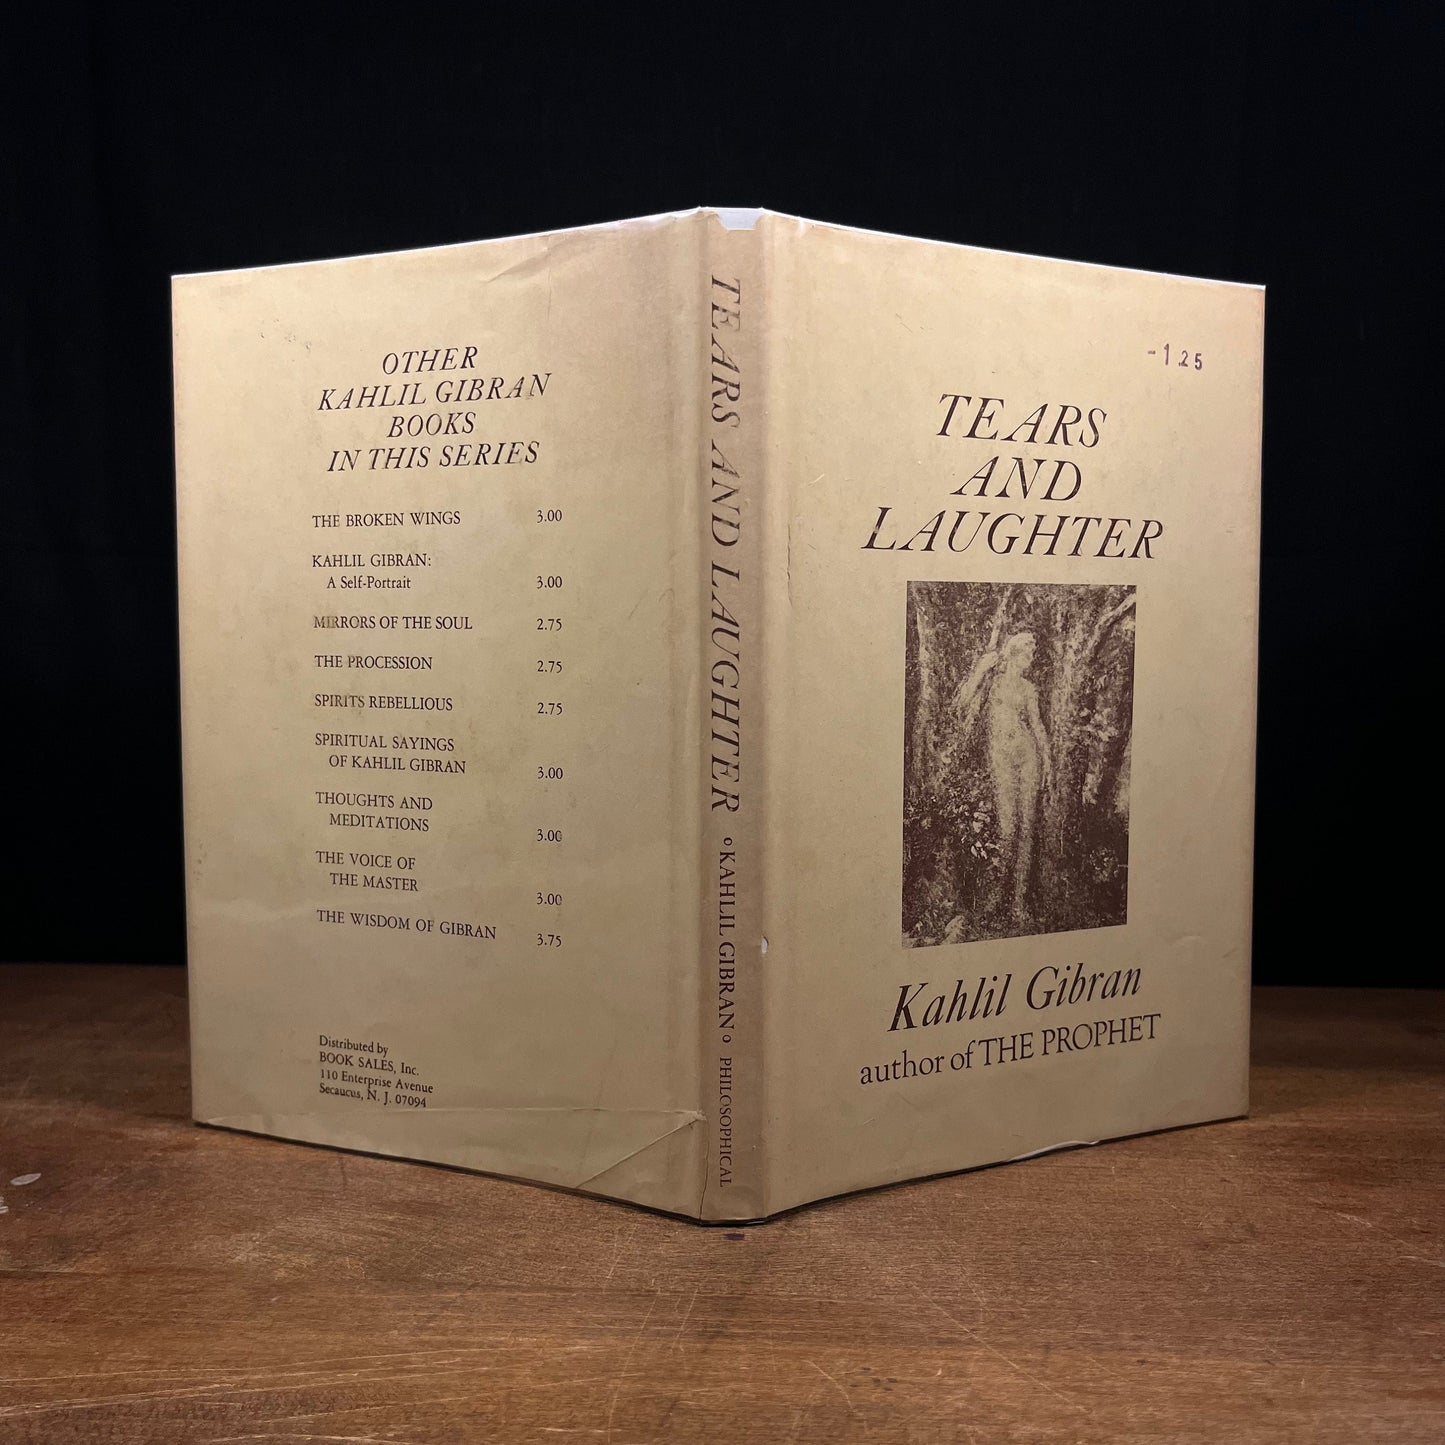 OTHER
KAHLIL GIBRAN
BOOKS
IN THIS SERIES
THE BROKEN WINGS 3.00
KAHLIL GIBRAN:
A Self-Portrait 3.00
MIRRORS OF THE SOUL 2.75
THE PROCESSION 2.75
SPIRITS REBELLIOUS 2.75
SPIRITUAL SAYINGS
OF KAHLIL GIBRAN 3.00
THOUGHTS AND
MEDITATIONS 3.00
THE VOICE OF
THE MASTER 3.00
THE WISDOM OF GIBRAN 3.75
Distributed by
BOOK SALES, Inc.
110 Enterprise Avenue
Secaucus, N. J. 07094
TEARS AND LAUGHTER o KAHLIL GIBRAN o PHILOSOPHICAL
-1.25
TEARS
AND
LAUGHTER
Kahlil Gibran
author of THE PROPHET